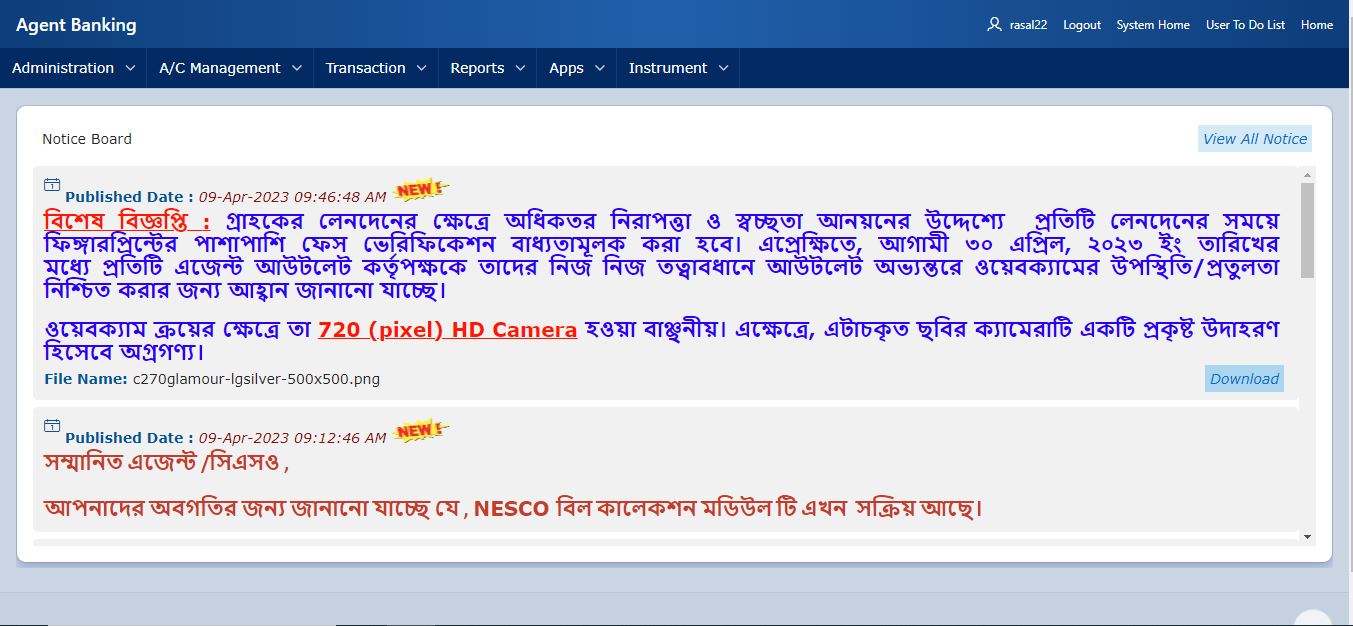 Agent Banking
rasal22 Logout System Home User To Do List Home
Administration A/C Management Transaction Reports Apps Instrument
Notice Board
View All Notice
1
Published Date : 09-Apr-2023 09:46:48 AM NEW!
বিশেষ বিজ্ঞপ্তি : গ্রাহকের লেনদেনের ক্ষেত্রে অধিকতর নিরাপত্তা ও স্বচ্ছতা আনয়নের উদ্দেশ্যে প্রতিটি লেনদেনের সময়ে
ফিঙ্গারপ্রিন্টের পাশাপাশি ফেস ভেরিফিকেশন বাধ্যতামূলক করা হবে। এপ্রেক্ষিতে, আগামী ৩০ এপ্রিল, ২০২৩ ইং তারিখের
মধ্যে প্রতিটি এজেন্ট আউটলেট কর্তৃপক্ষকে তাদের নিজ নিজ তত্বাবধানে আউটলেট অভ্যন্তরে ওয়েবক্যামের উপস্থিতি/প্রতুলতা
নিশ্চিত করার জন্য আহ্বান জানানো যাচ্ছে।
ওয়েবক্যাম ক্রয়ের ক্ষেত্রে তা 720 (pixel) HD Camera হওয়া বাঞ্ছনীয়। এক্ষেত্রে, এটাচকৃত ছবির ক্যামেরাটি একটি প্রকৃষ্ট উদাহরণ
হিসেবে অগ্রগণ্য।
File Name: c270glamour-lgsilver-500x500.png
Download
1
Published Date : 09-Apr-2023 09:12:46 AM NEW!
সম্মানিত এজেন্ট /সিএসও ,
আপনাদের অবগতির জন্য জানানো যাচ্ছে যে , NESCO বিল কালেকশন মডিউল টি এখন সক্রিয় আছে।